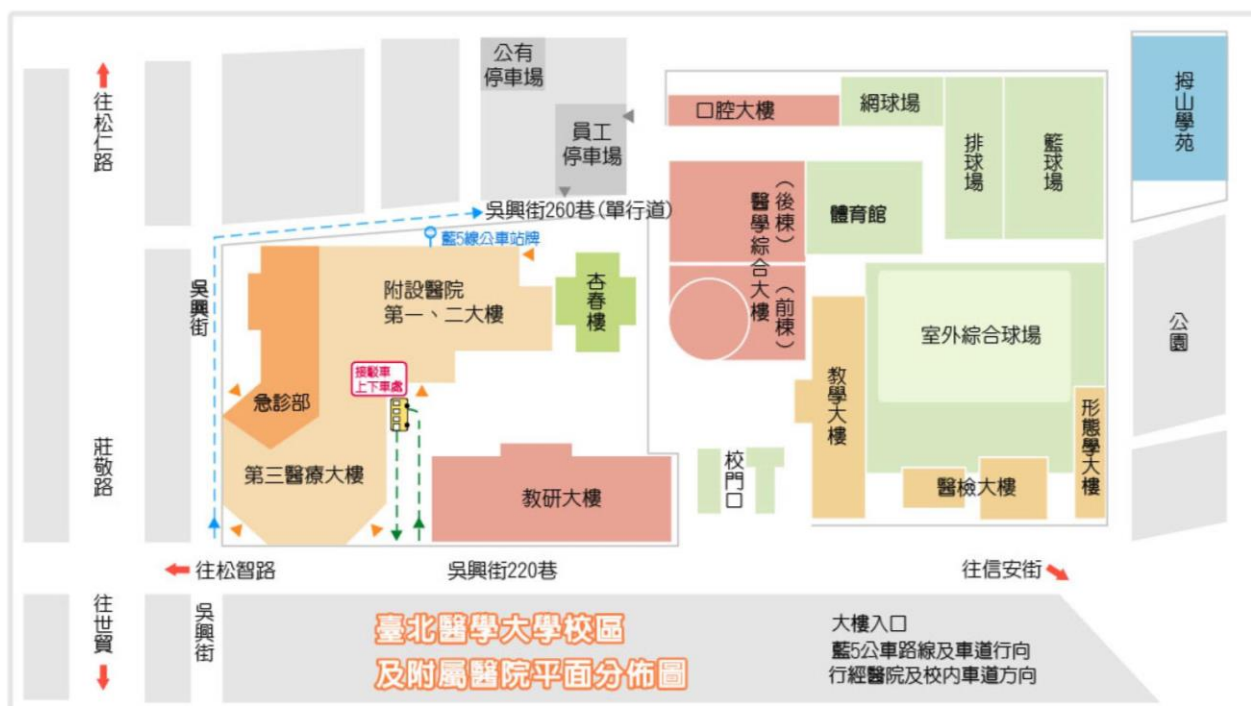 公有
停車場
員工
停車場
往松仁路
口腔大樓
網球場
排球場
籃球場
拇山學苑
吳興街260巷(單行道)
藍5線公車站牌
附設醫院
第一、二大樓
杏春樓
醫學綜合大樓
(後棟)
(前棟)
體育館
室外綜合球場
公園
吳興街
接駁車
上下車處
急診部
第三醫療大樓
莊敬路
教研大樓
校門口
教學大樓
醫檢大樓
形態學大樓
往松智路
吳興街220巷
往信安街
往世貿
吳興街
臺北醫學大學校區
及附屬醫院平面分佈圖
大樓入口
藍5公車路線及車道行向
行經醫院及校內車道方向